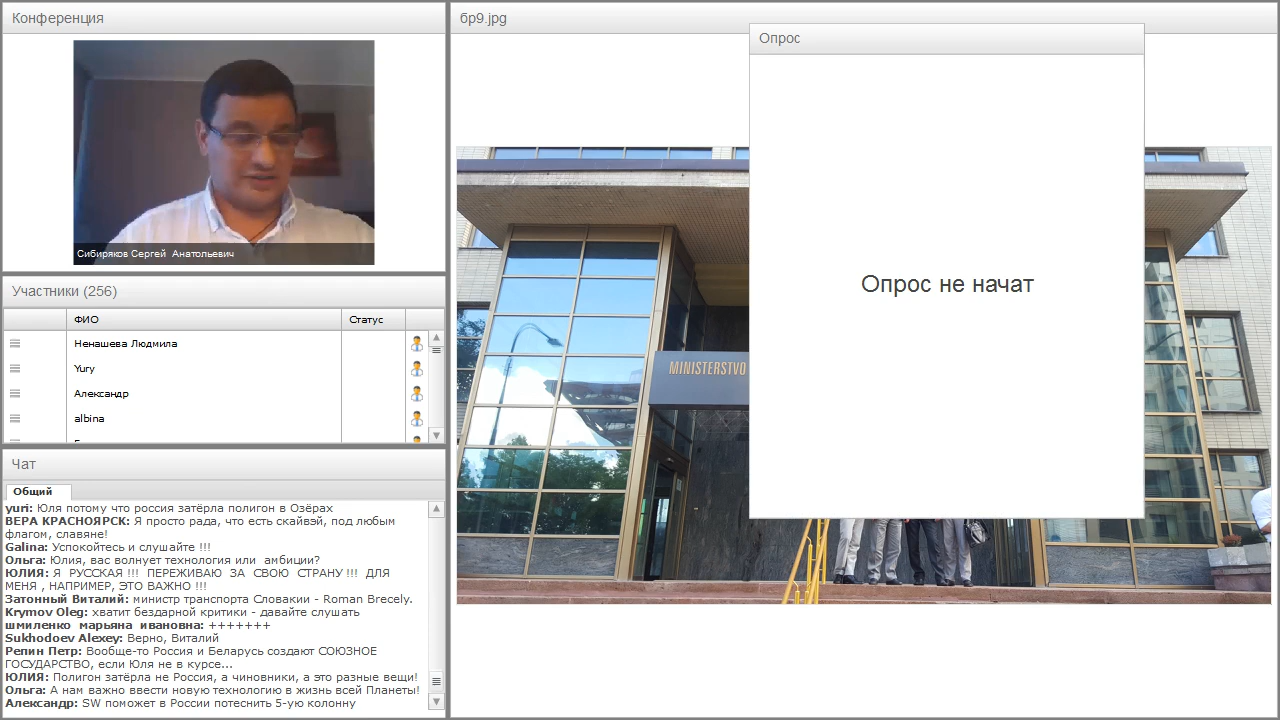 Конференция
Сибиряков Сергей Анатольевич
Участники (256)
ФИО
Статус
Ненашева Людмила
Yury
Александр
albina
Чат
Общий
yuri: Юля потому что россия затёрла полигон в Озёрах
ВЕРА КРАСНОЯРСК: Я просто рада, что есть скайвэй, под любым
флагом, славяне!
Galina: Успокойтесь и слушайте !!!
Ольга: Юлия, вас волнует технология или амбиции?
ЮЛИЯ: Я РУССКАЯ !!! ПЕРЕЖИВАЮ ЗА СВОЮ СТРАНУ !!! ДЛЯ
МЕНЯ , НАПРИМЕР, ЭТО ВАЖНО !!!
Затонный Виталий: министр транспорта Словакии - Roman Brecely.
Krymov Oleg: хватит бездарной критики - давайте слушать
шмиленко марьяна ивановна: +++++++
Sukhodoev Alexey: Верно, Виталий
Репин Петр: Вообще-то Россия и Беларусь создают СОЮЗНОЕ
ГОСУДАРСТВО, если Юля не в курсе...
ЮЛИЯ: Полигон затёрла не Россия, а чиновники, а это разные вещи!
Ольга: А нам важно ввести новую технологию в жизнь всей Планеты!
Александр: SW поможет в России потеснить 5-ую колонну
бр9.jpg
Опрос
Опрос не начат
MINISTERSTVO